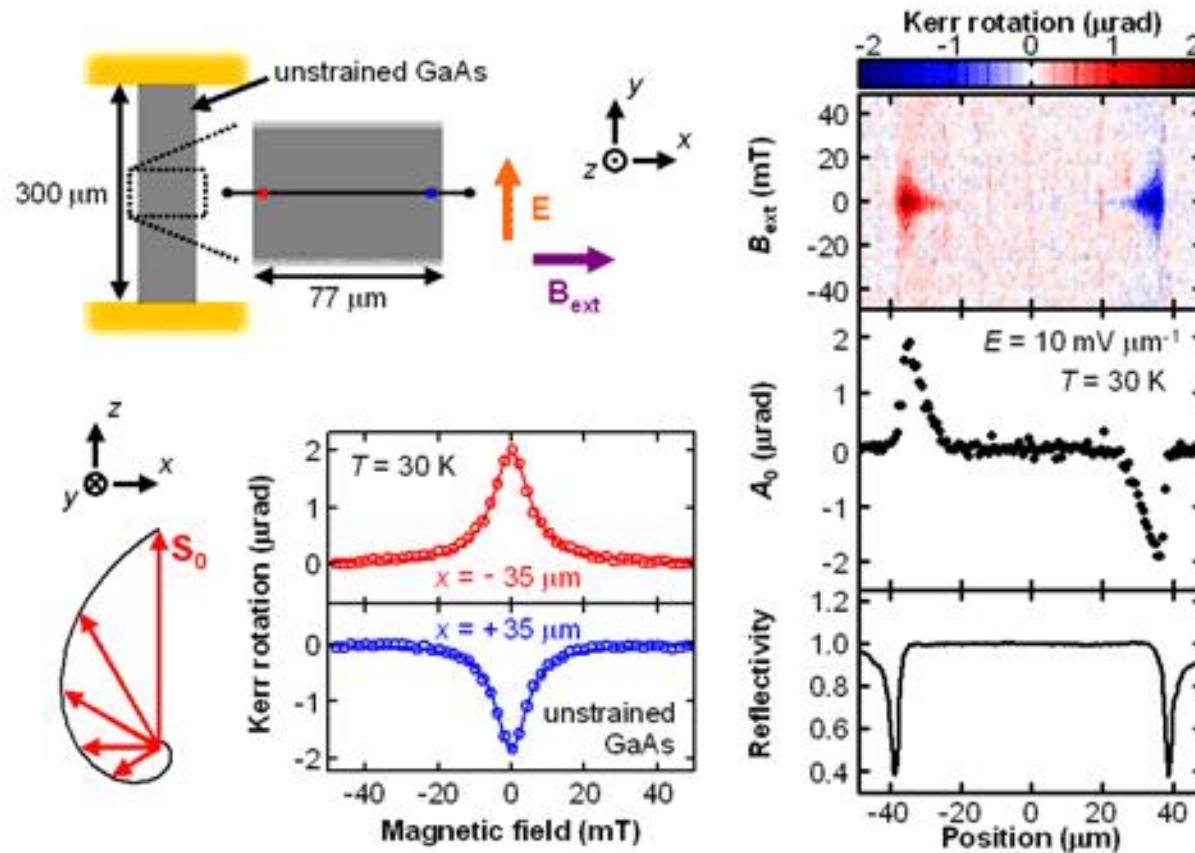 unstrained GaAs
300 μm
77 μm
y
x
z
E
B_ext
z
x
y
S₀
Kerr rotation (μrad)
2
1
0
T = 30 K
x = - 35 μm
0
-1
-2
x = +35 μm
unstrained
GaAs
-40 -20 0 20 40
Magnetic field (mT)
Kerr rotation (μrad)
-2 -1 0 1 2
B_ext (mT)
40
20
0
-20
-40
A₀ (μrad)
2
1
0
-1
-2
E = 10 mV μm⁻¹
T = 30 K
Reflectivity
1.2
1.0
0.8
0.6
0.4
-40 -20 0 20 40
Position (μm)